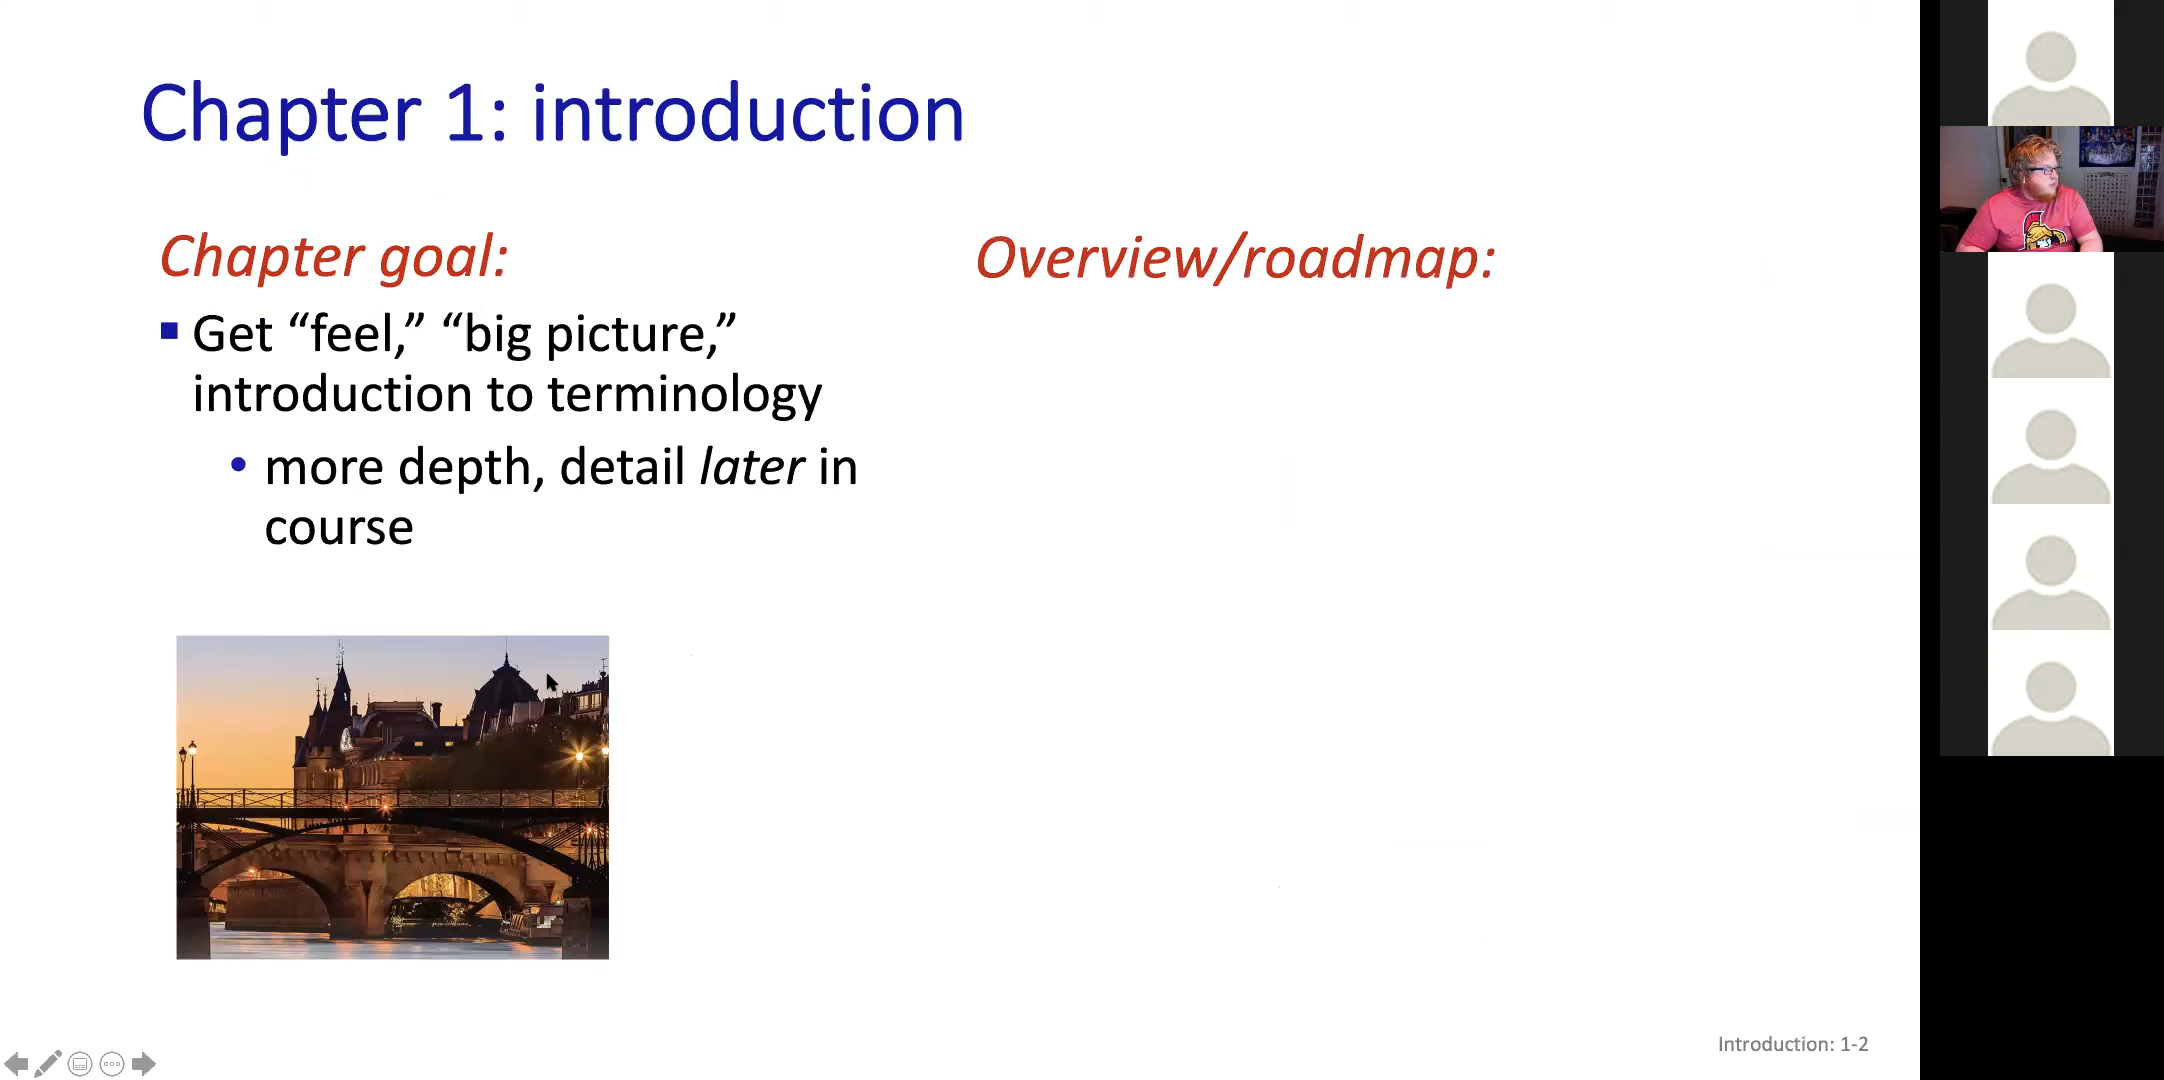 Chapter 1: introduction
Chapter goal:
Get “feel,” “big picture,”
introduction to terminology
more depth, detail later in
course
Overview/roadmap:
Introduction: 1-2